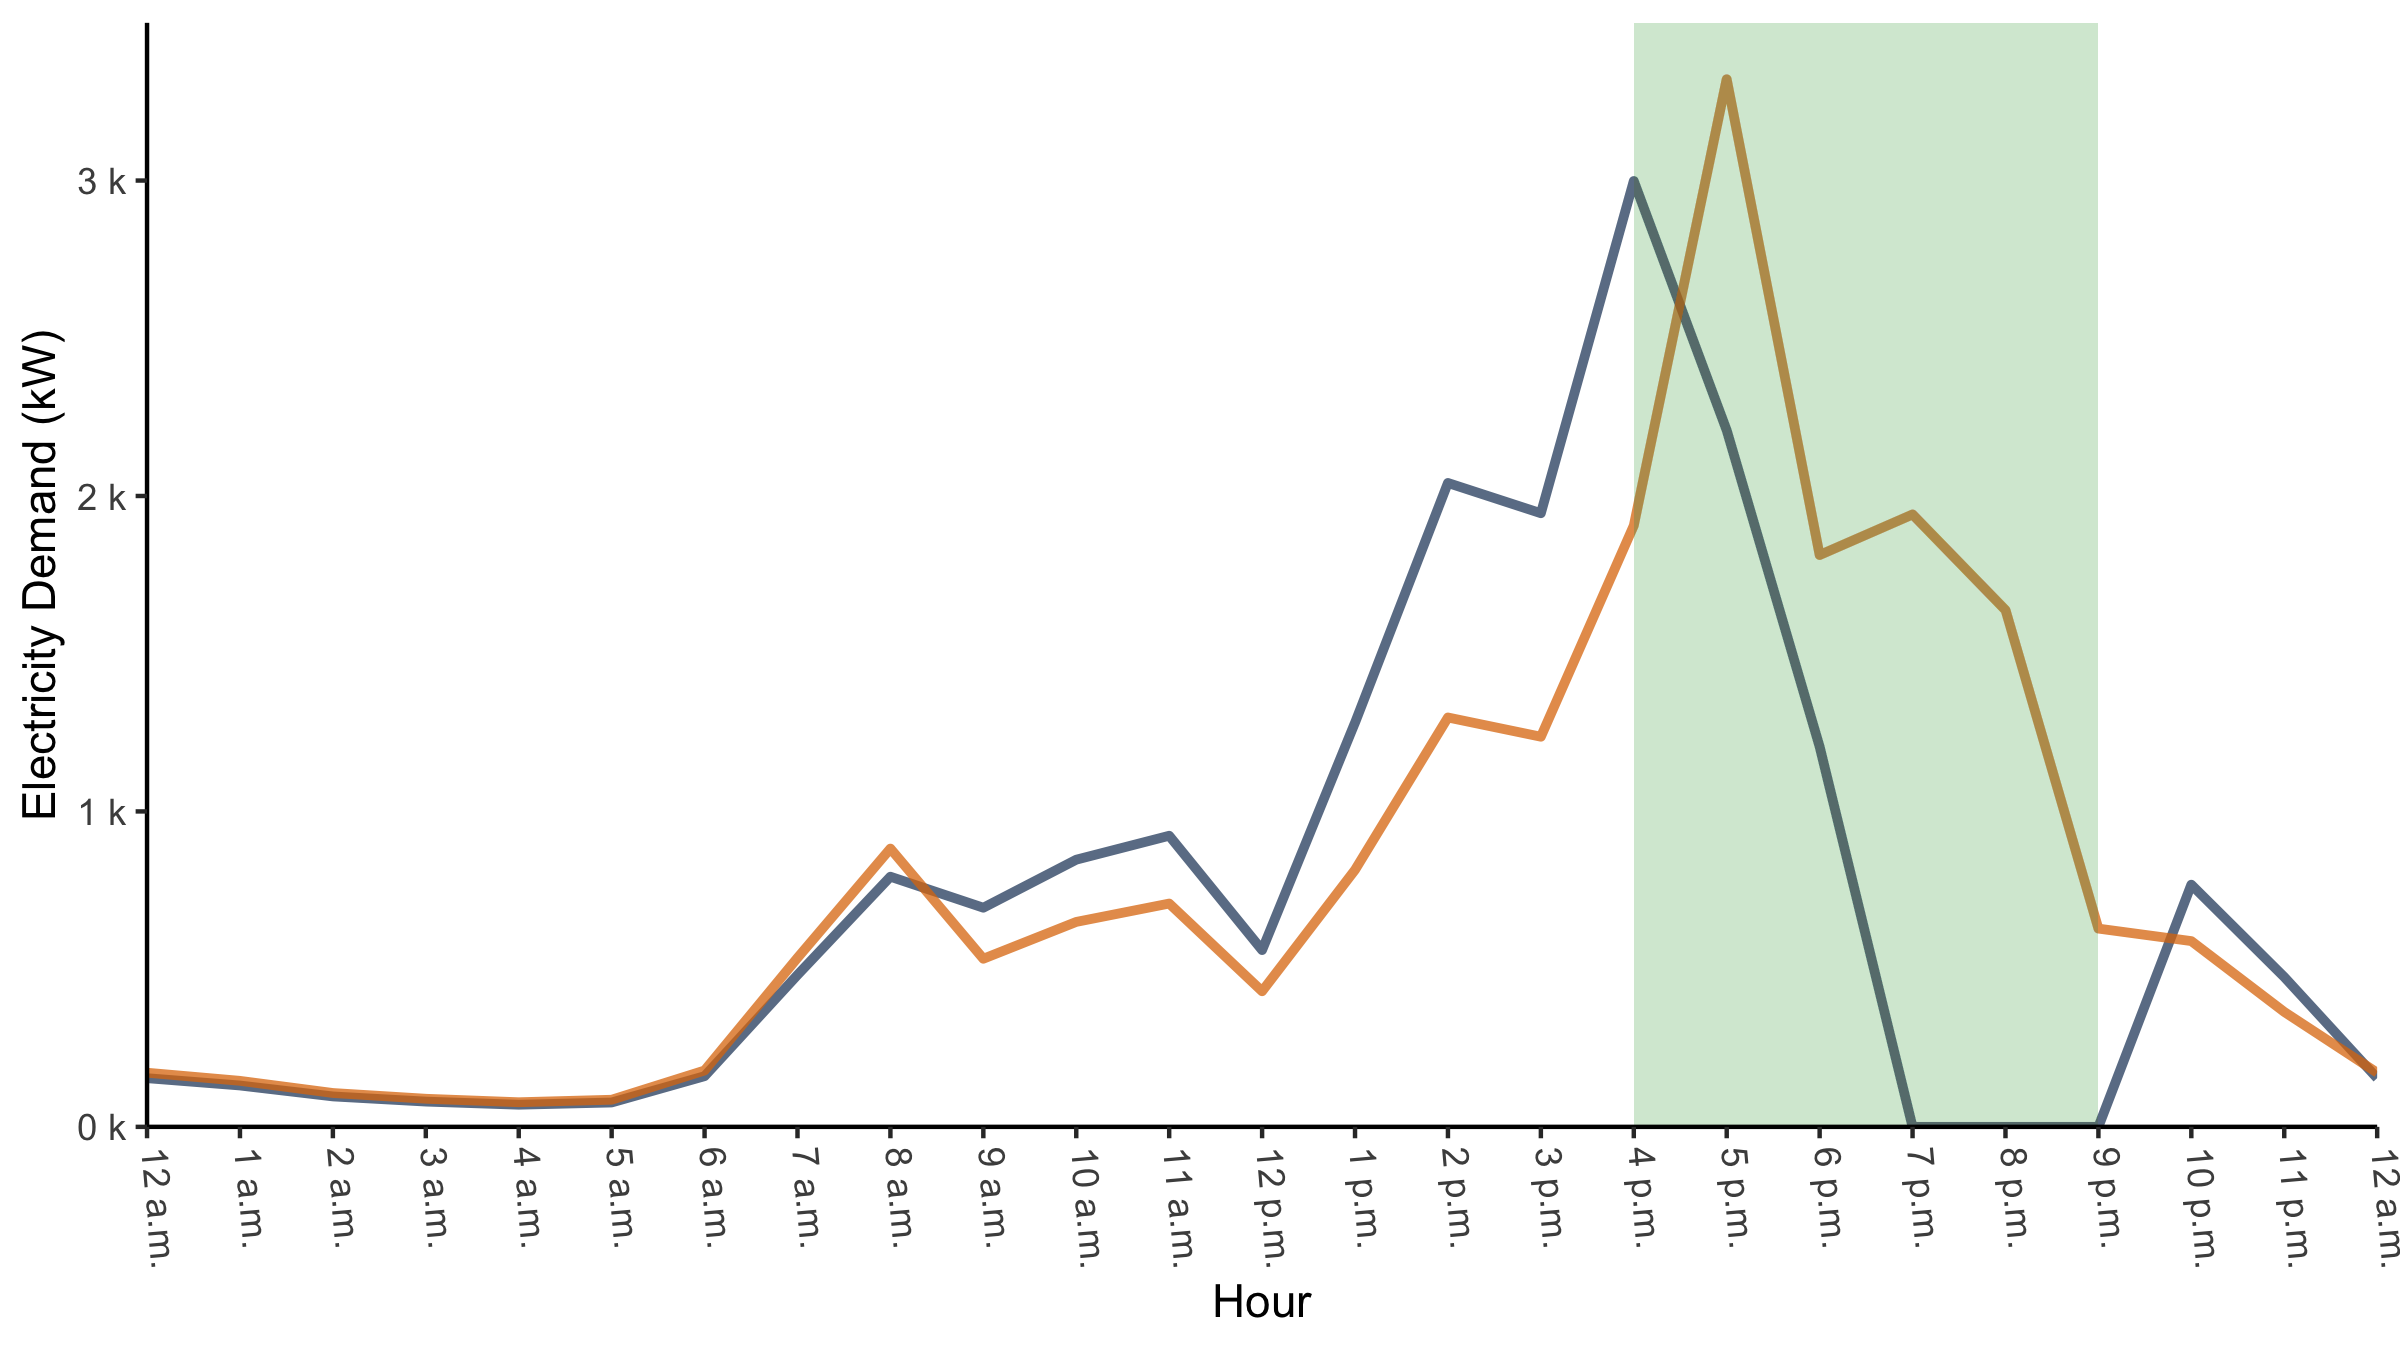 Electricity Demand (kW)
3 k
2 k
1 k
0 k
12 a.m.
1 a.m.
2 a.m.
3 a.m.
4 a.m.
5 a.m.
6 a.m.
7 a.m.
8 a.m.
9 a.m.
10 a.m.
11 a.m.
12 p.m.
1 p.m.
2 p.m.
3 p.m.
4 p.m.
5 p.m.
6 p.m.
7 p.m.
8 p.m.
9 p.m.
10 p.m.
11 p.m.
12 a.m.
Hour